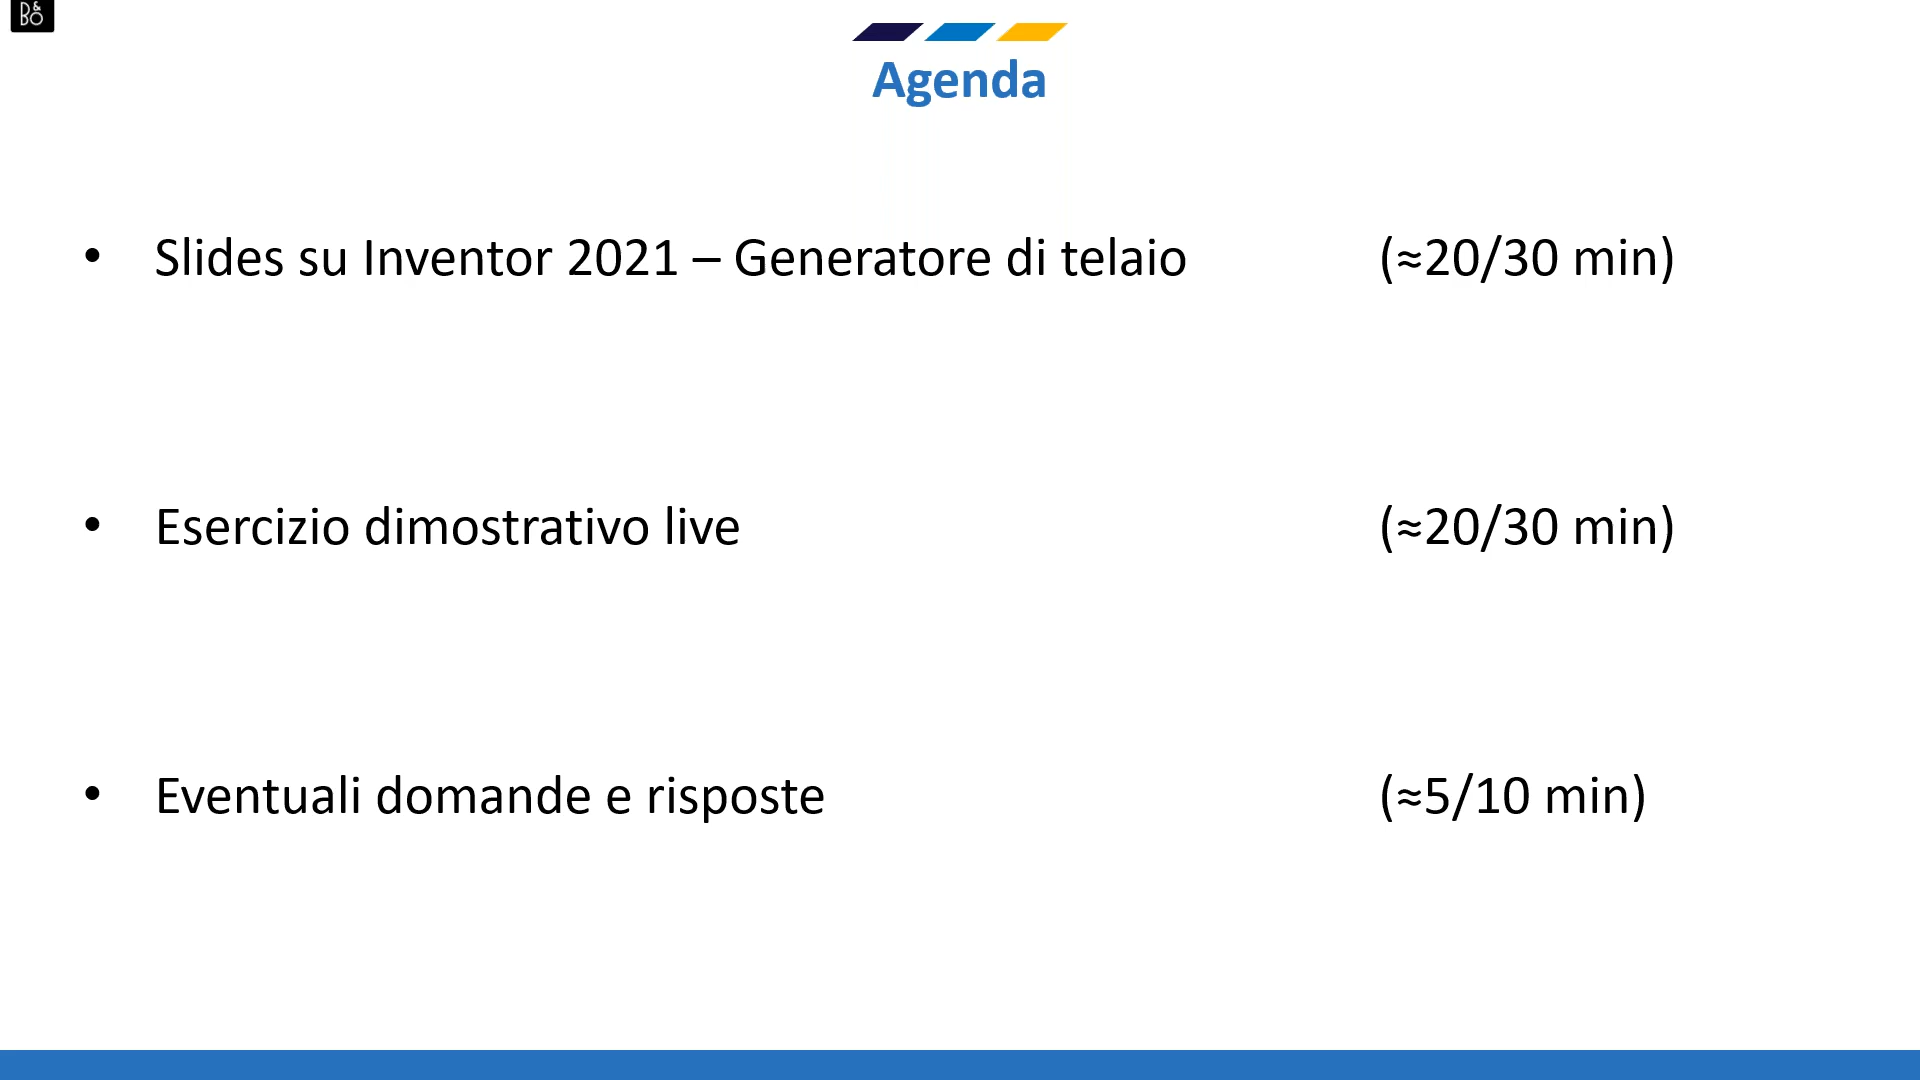 B&O
Agenda
• Slides su Inventor 2021 – Generatore di telaio (≈20/30 min)
• Esercizio dimostrativo live (≈20/30 min)
• Eventuali domande e risposte (≈5/10 min)